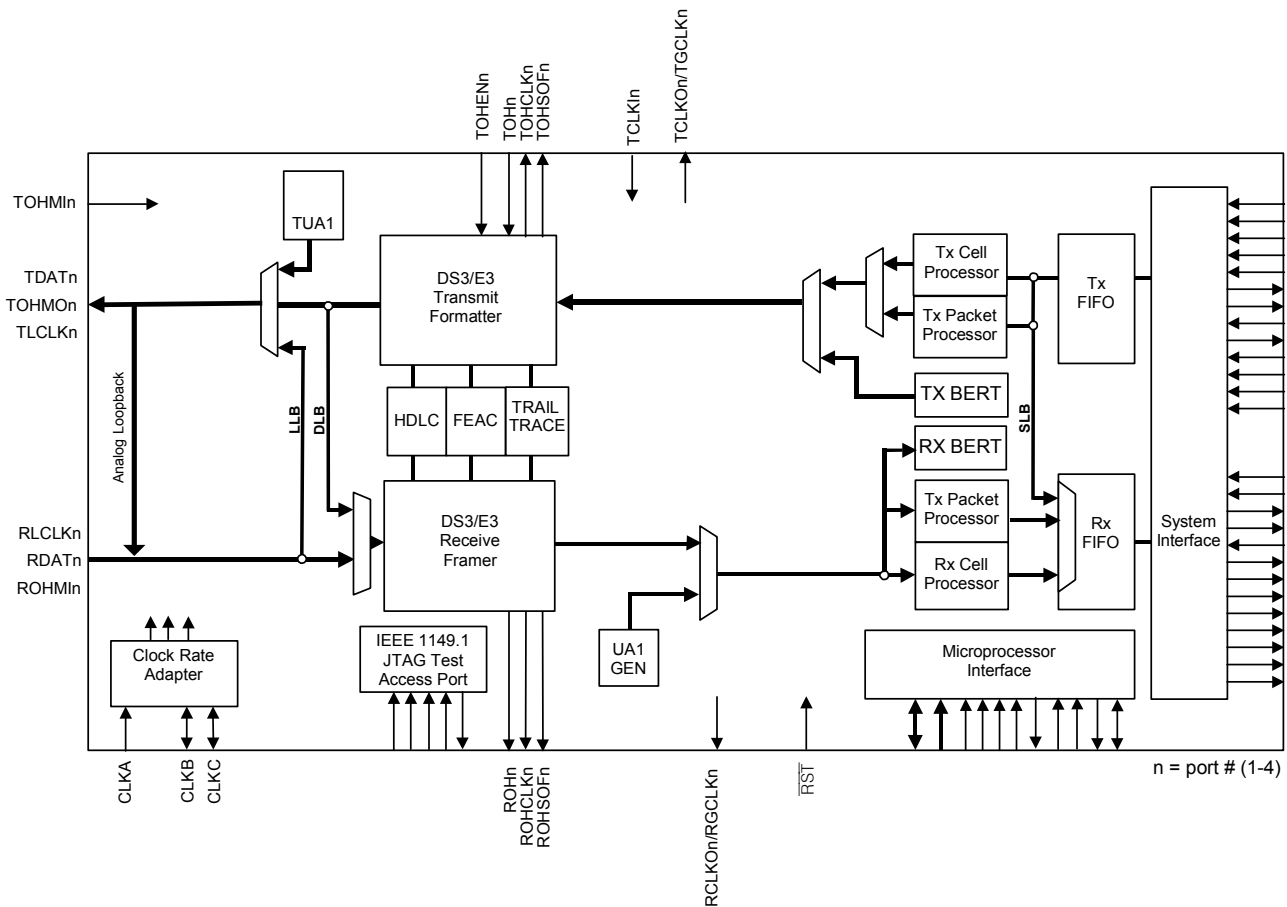 TOHENn
TOHn
TOHCLKn
TOHSOFn
TCLKIn
TCLKOn/TGCLKn
TOHMIn
TUA1
TDATn
TOHMOn
TLCLKn
DS3/E3
Transmit
Formatter
Tx Cell
Processor
Tx Packet
Processor
Tx
FIFO
TX BERT
Analog Loopback
LLB
DLB
HDLC
FEAC
TRAIL
TRACE
SLB
RX BERT
RLCLKn
RDATn
ROHMIn
DS3/E3
Receive
Framer
Tx Packet
Processor
Rx Cell
Processor
Rx
FIFO
System
Interface
Clock Rate
Adapter
IEEE 1149.1
JTAG Test
Access Port
UA1
GEN
Microprocessor
Interface
CLKA
CLKB
CLKC
ROHn
ROHCLKn
ROHSOFn
RCLKOn/RGCLKn
RST
n = port # (1-4)